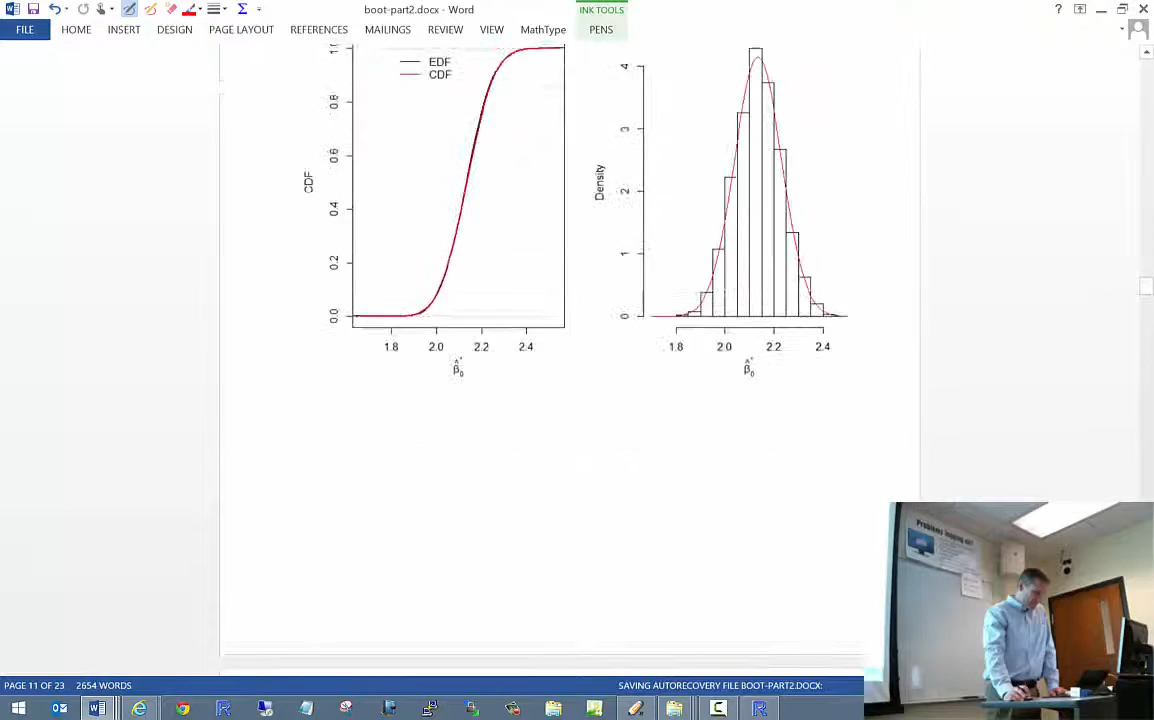 boot-part2.docx - Word
INK TOOLS
FILE HOME INSERT DESIGN PAGE LAYOUT REFERENCES MAILINGS REVIEW VIEW MathType PENS
EDF
CDF
CDF
0.0 0.2 0.4 0.6 0.8
1.8 2.0 2.2 2.4
β̂*₀
Density
0 1 2 3 4
1.8 2.0 2.2 2.4
β̂*₀
PAGE 11 OF 23 2654 WORDS SAVING AUTORECOVERY FILE BOOT-PART2.DOCX: